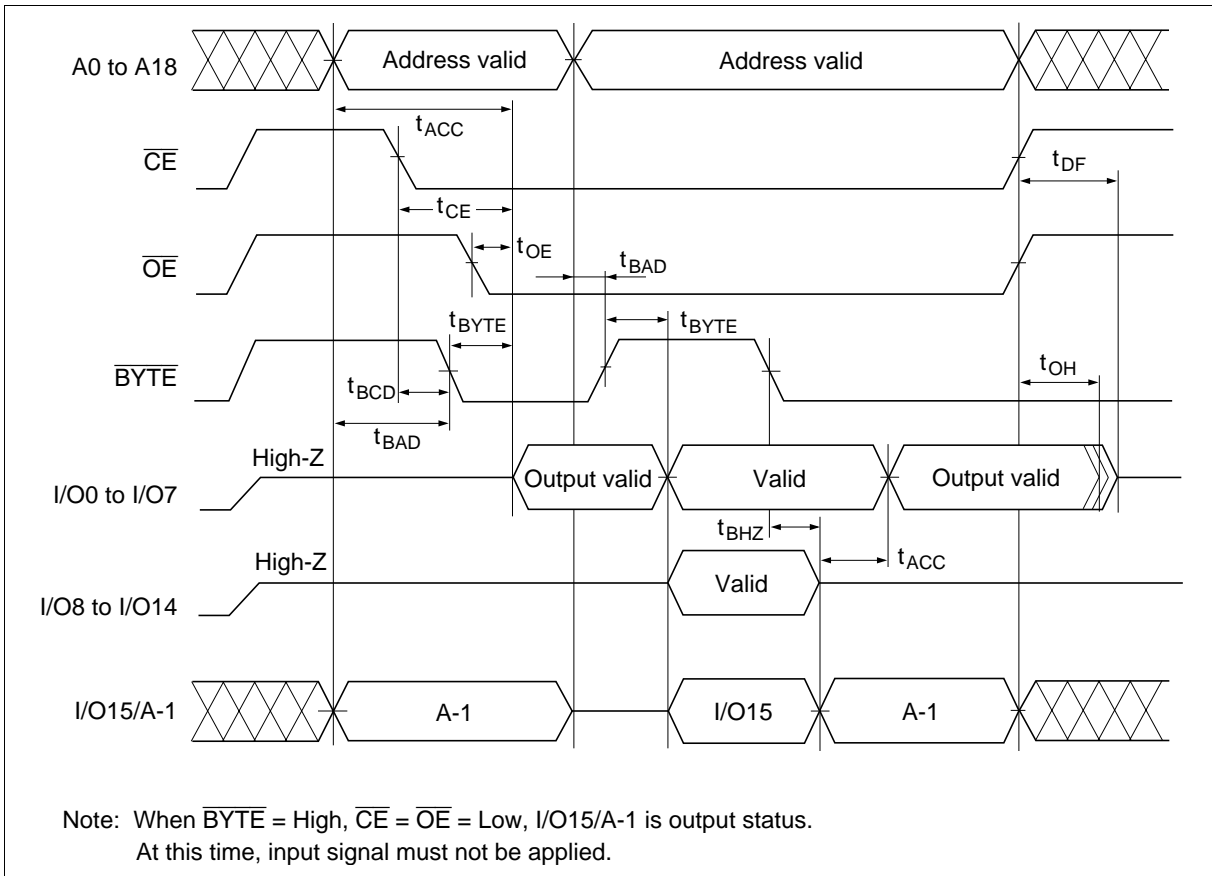 A0 to A18
Address valid
Address valid
tACC
CE
tDF
tCE
tOE
OE
tBAD
tBYTE
tBYTE
BYTE
tOH
tBCD
tBAD
High-Z
Output valid
Valid
Output valid
I/O0 to I/O7
tBHZ
tACC
High-Z
Valid
I/O8 to I/O14
I/O15/A-1
A-1
I/O15
A-1
Note: When BYTE = High, CE = OE = Low, I/O15/A-1 is output status.
At this time, input signal must not be applied.